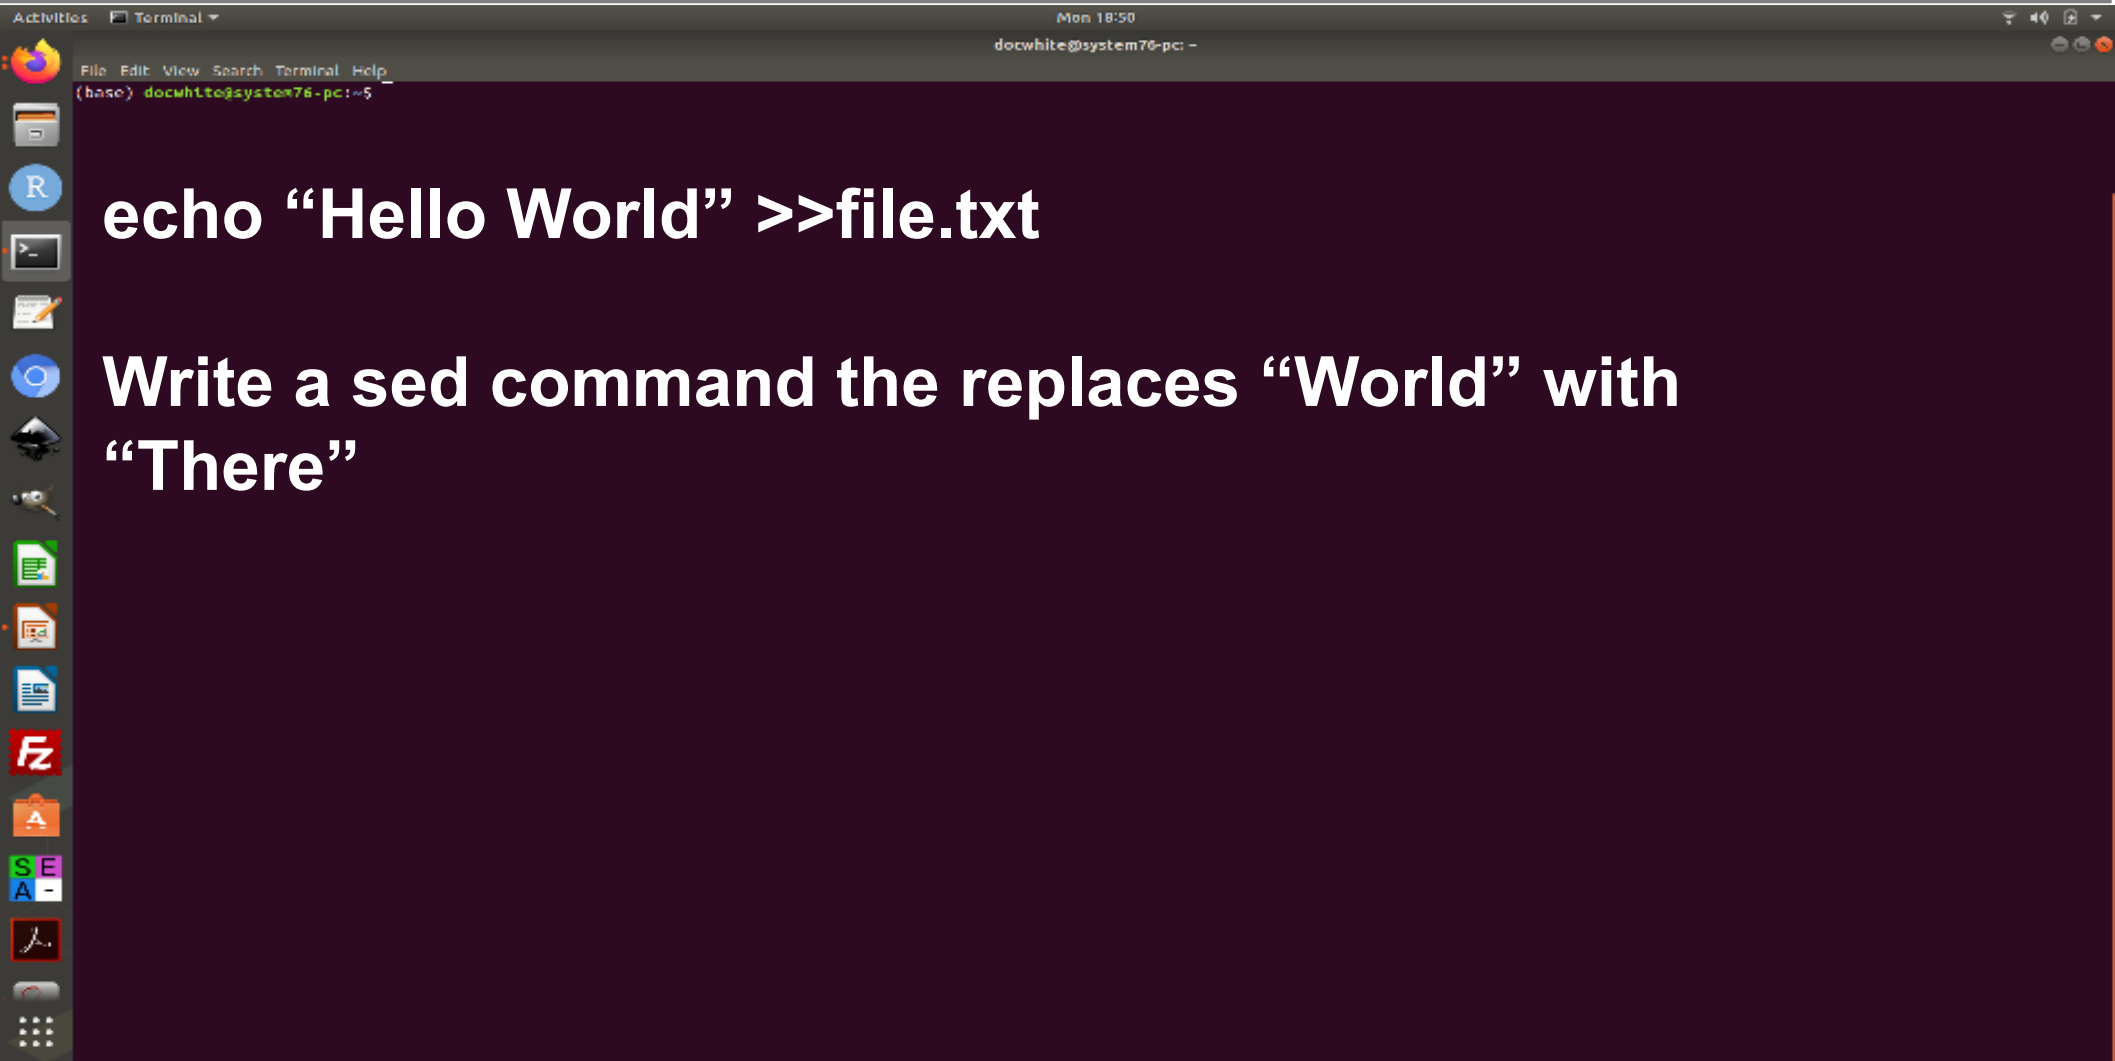 Activities Terminal Mon 18:50
docwhite@system76-pc: ~
File Edit View Search Terminal Help
(base) docwhite@system76-pc:~$
echo “Hello World” >>file.txt
Write a sed command the replaces “World” with
“There”
R
>_
Fz
A
S E
A -